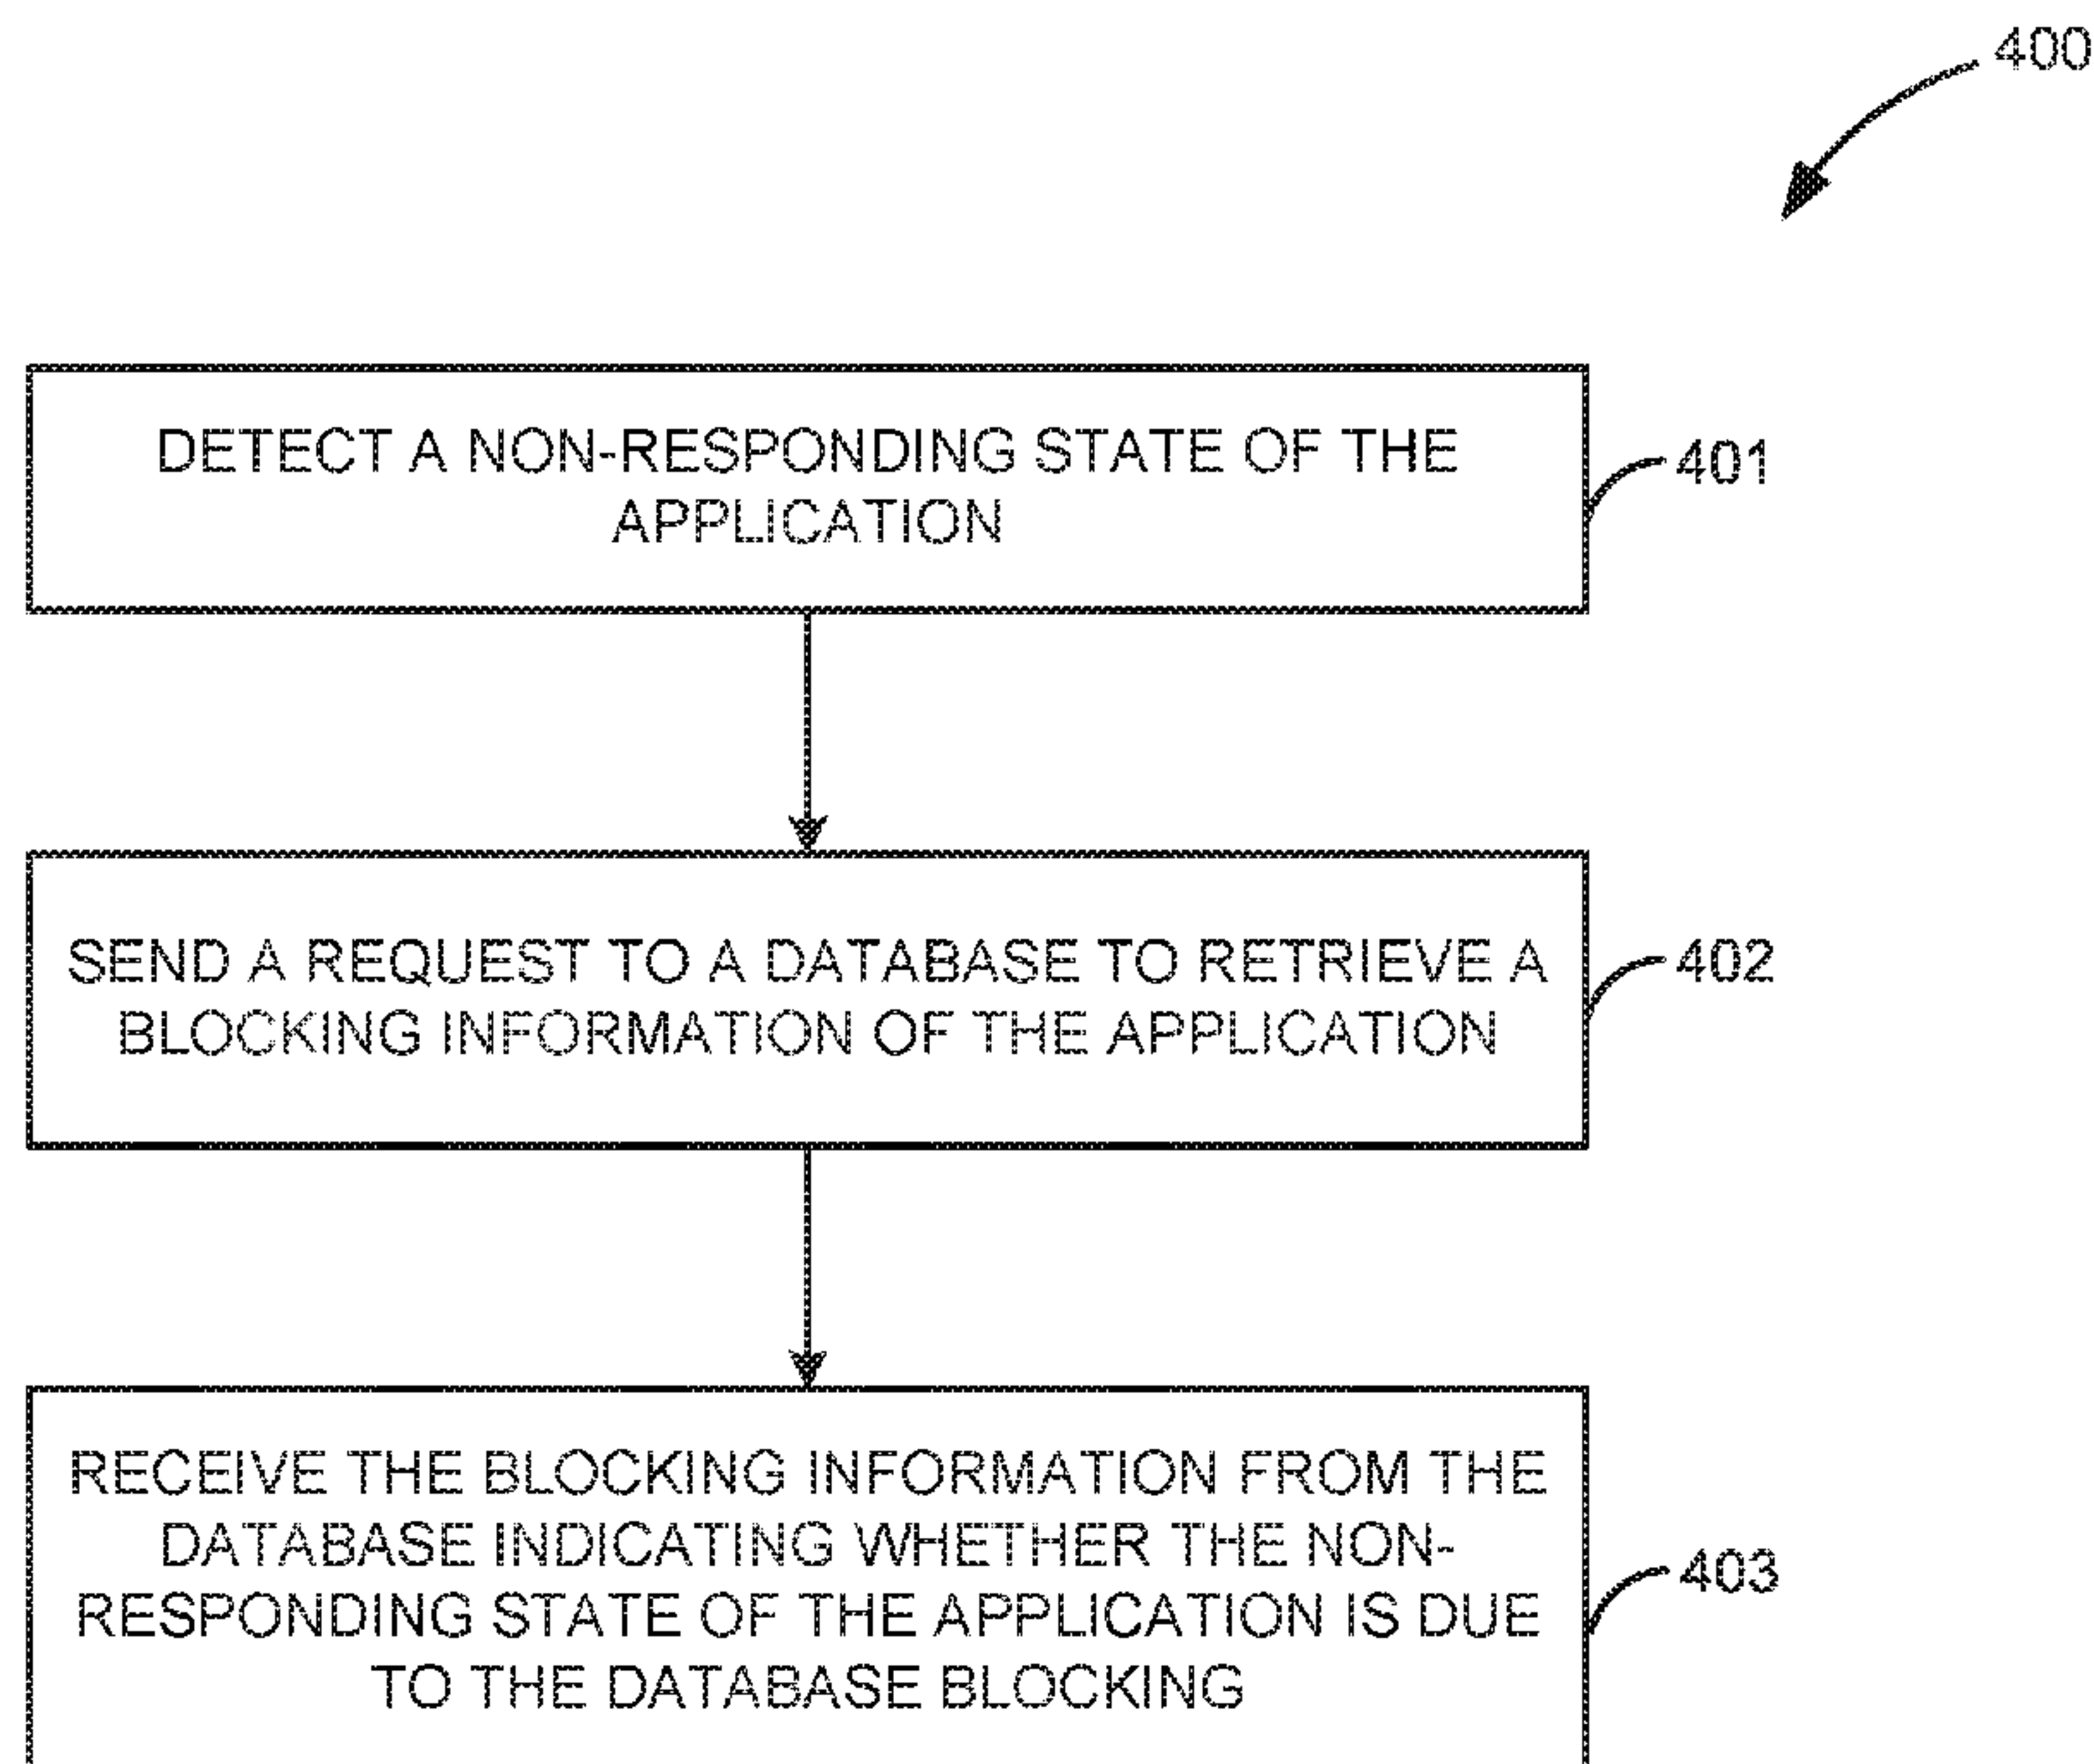 400
DETECT A NON-RESPONDING STATE OF THE
APPLICATION
401
SEND A REQUEST TO A DATABASE TO RETRIEVE A
BLOCKING INFORMATION OF THE APPLICATION
402
RECEIVE THE BLOCKING INFORMATION FROM THE
DATABASE INDICATING WHETHER THE NON-
RESPONDING STATE OF THE APPLICATION IS DUE
TO THE DATABASE BLOCKING
403